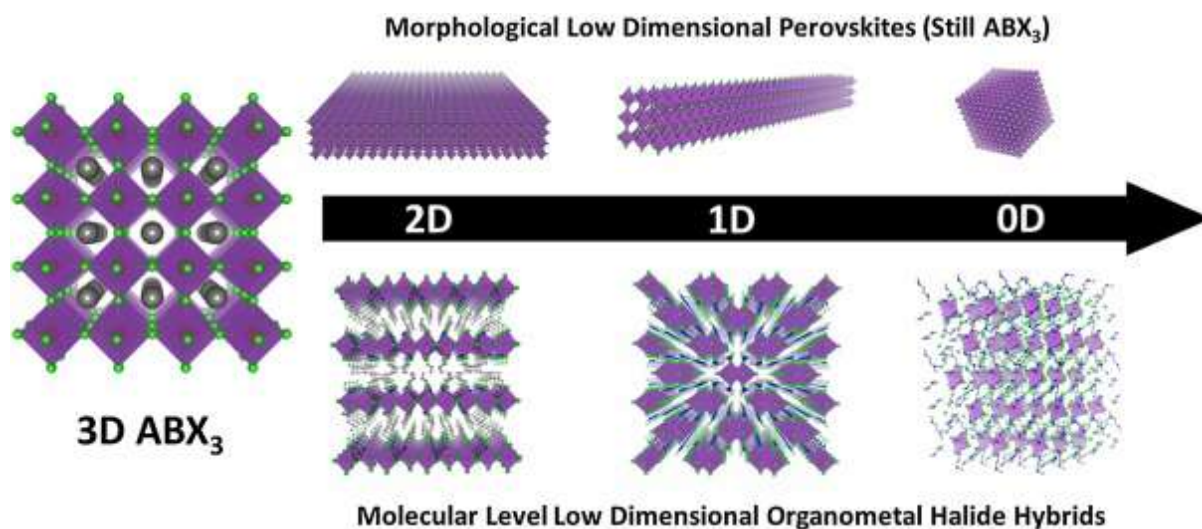 Morphological Low Dimensional Perovskites (Still ABX₃)
2D 1D 0D
3D ABX₃
Molecular Level Low Dimensional Organometal Halide Hybrids